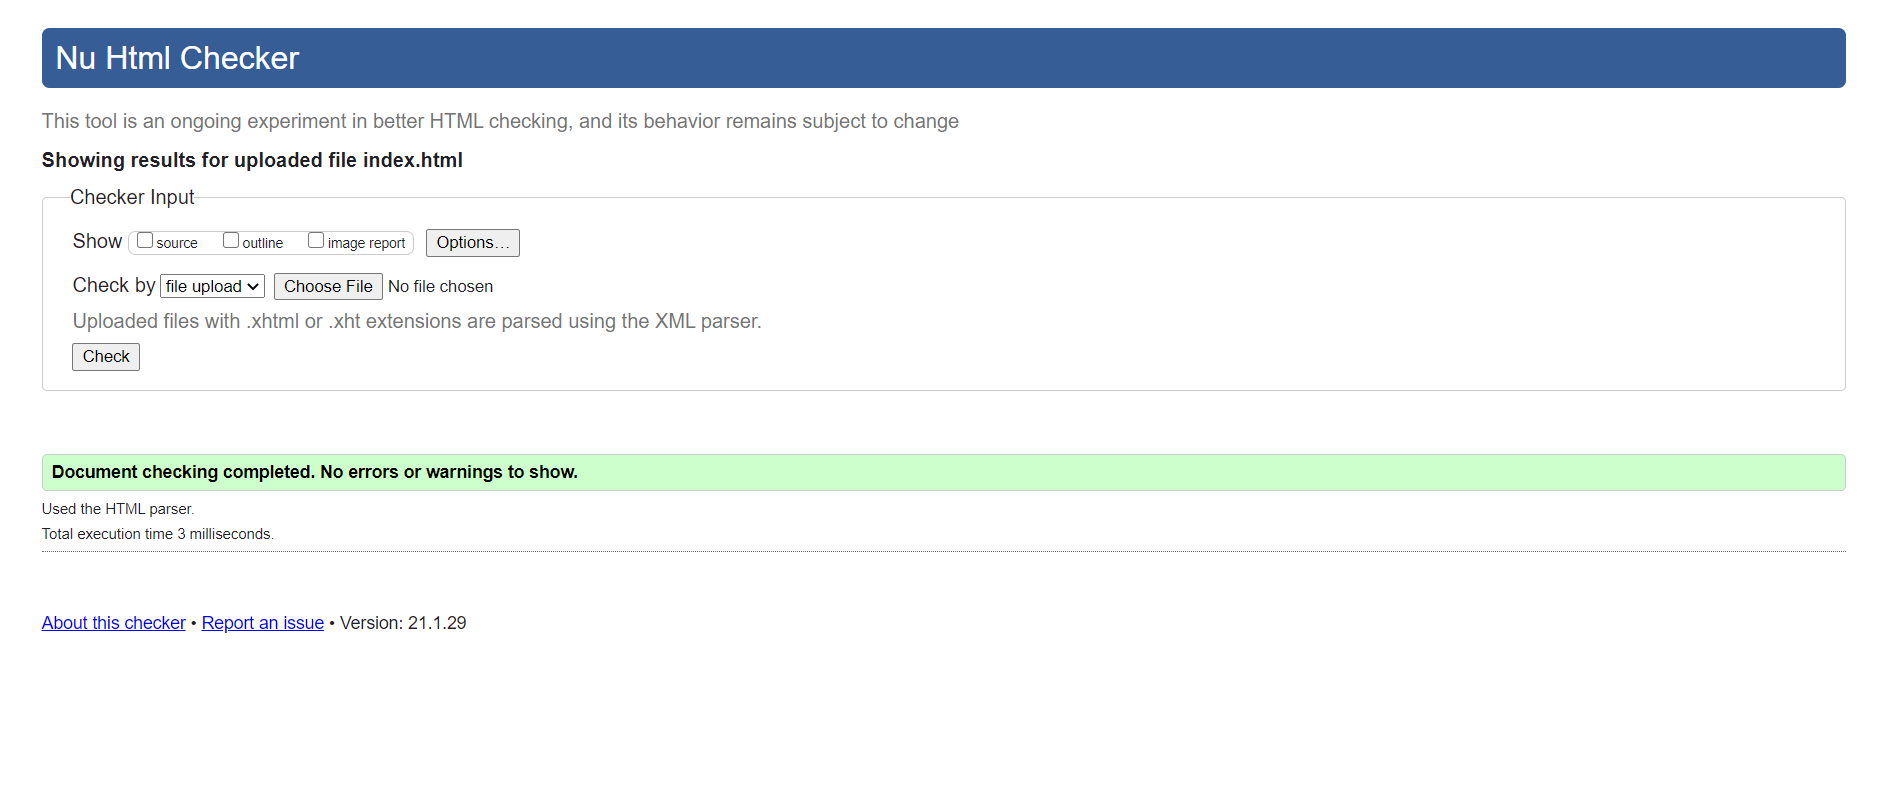 Nu Html Checker
This tool is an ongoing experiment in better HTML checking, and its behavior remains subject to change
Showing results for uploaded file index.html
Checker Input
Show source outline image report Options…
Check by file upload Choose File No file chosen
Uploaded files with .xhtml or .xht extensions are parsed using the XML parser.
Check
Document checking completed. No errors or warnings to show.
Used the HTML parser.
Total execution time 3 milliseconds.
About this checker • Report an issue • Version: 21.1.29